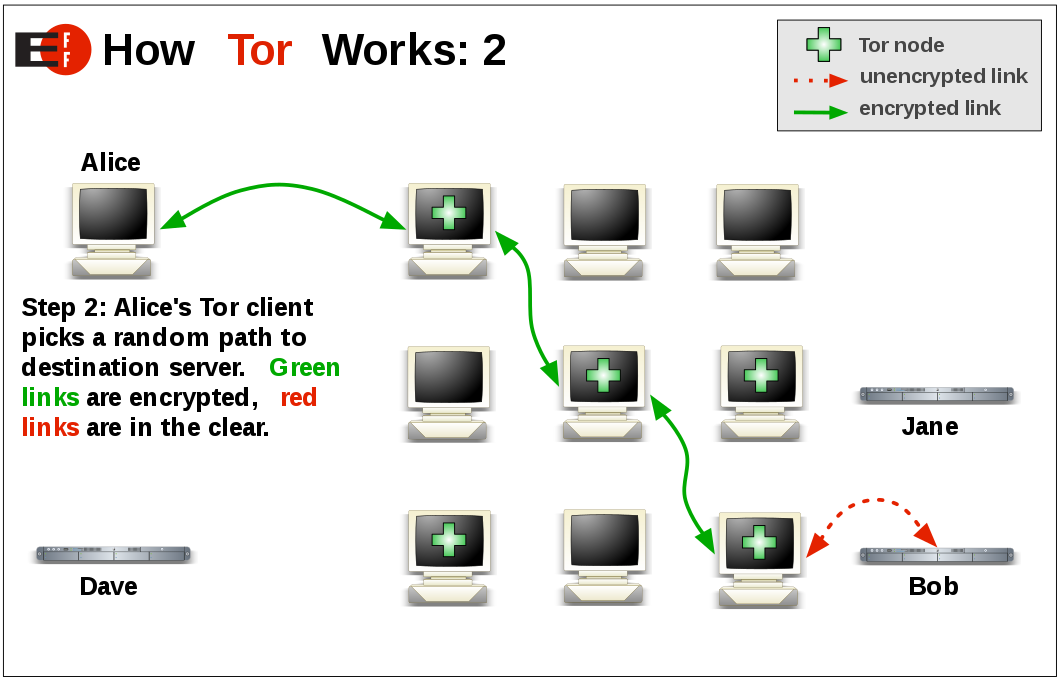 EFF How Tor Works: 2
Tor node
unencrypted link
encrypted link
Alice
Step 2: Alice's Tor client
picks a random path to
destination server. Green
links are encrypted, red
links are in the clear.
Jane
Dave
Bob